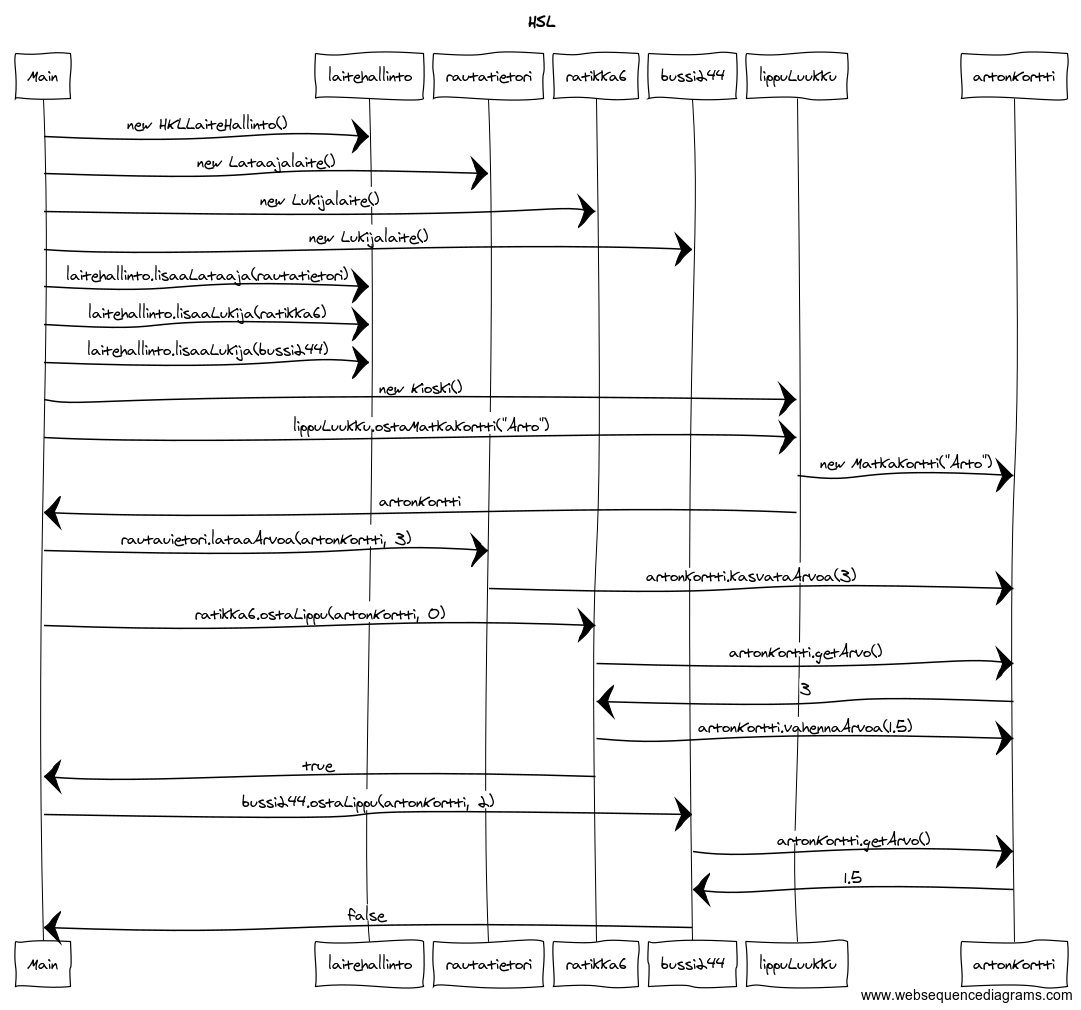 HSL
Main laitehallinto rautatietori ratikka6 bussi244 lippuLuukku artonKortti
new HKLLaiteHallinto()
new Lataajalaite()
new Lukijalaite()
new Lukijalaite()
laitehallinto.lisaaLataaja(rautatietori)
laitehallinto.lisaaLukija(ratikka6)
laitehallinto.lisaaLukija(bussi244)
new Kioski()
lippuLuukku.ostaMatkakortti("Arto")
new Matkakortti("Arto")
artonKortti
rautauietori.lataaArvoa(artonKortti, 3)
artonKortti.kasvataArvoa(3)
ratikka6.ostaLippu(artonKortti, 0)
artonKortti.getArvo()
3
artonKortti.vahennaArvoa(1.5)
true
bussi244.ostaLippu(artonKortti, 2)
artonKortti.getArvo()
1.5
false
Main laitehallinto rautatietori ratikka6 bussi244 lippuLuukku artonKortti
www.websequencediagrams.com